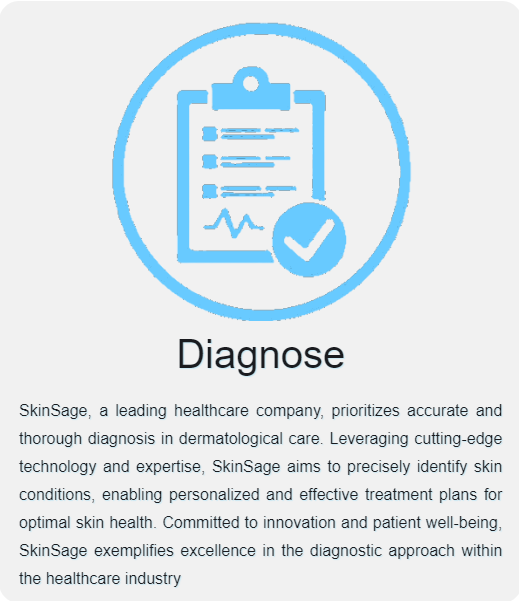 Diagnose
SkinSage, a leading healthcare company, prioritizes accurate and
thorough diagnosis in dermatological care. Leveraging cutting-edge
technology and expertise, SkinSage aims to precisely identify skin
conditions, enabling personalized and effective treatment plans for
optimal skin health. Committed to innovation and patient well-being,
SkinSage exemplifies excellence in the diagnostic approach within
the healthcare industry